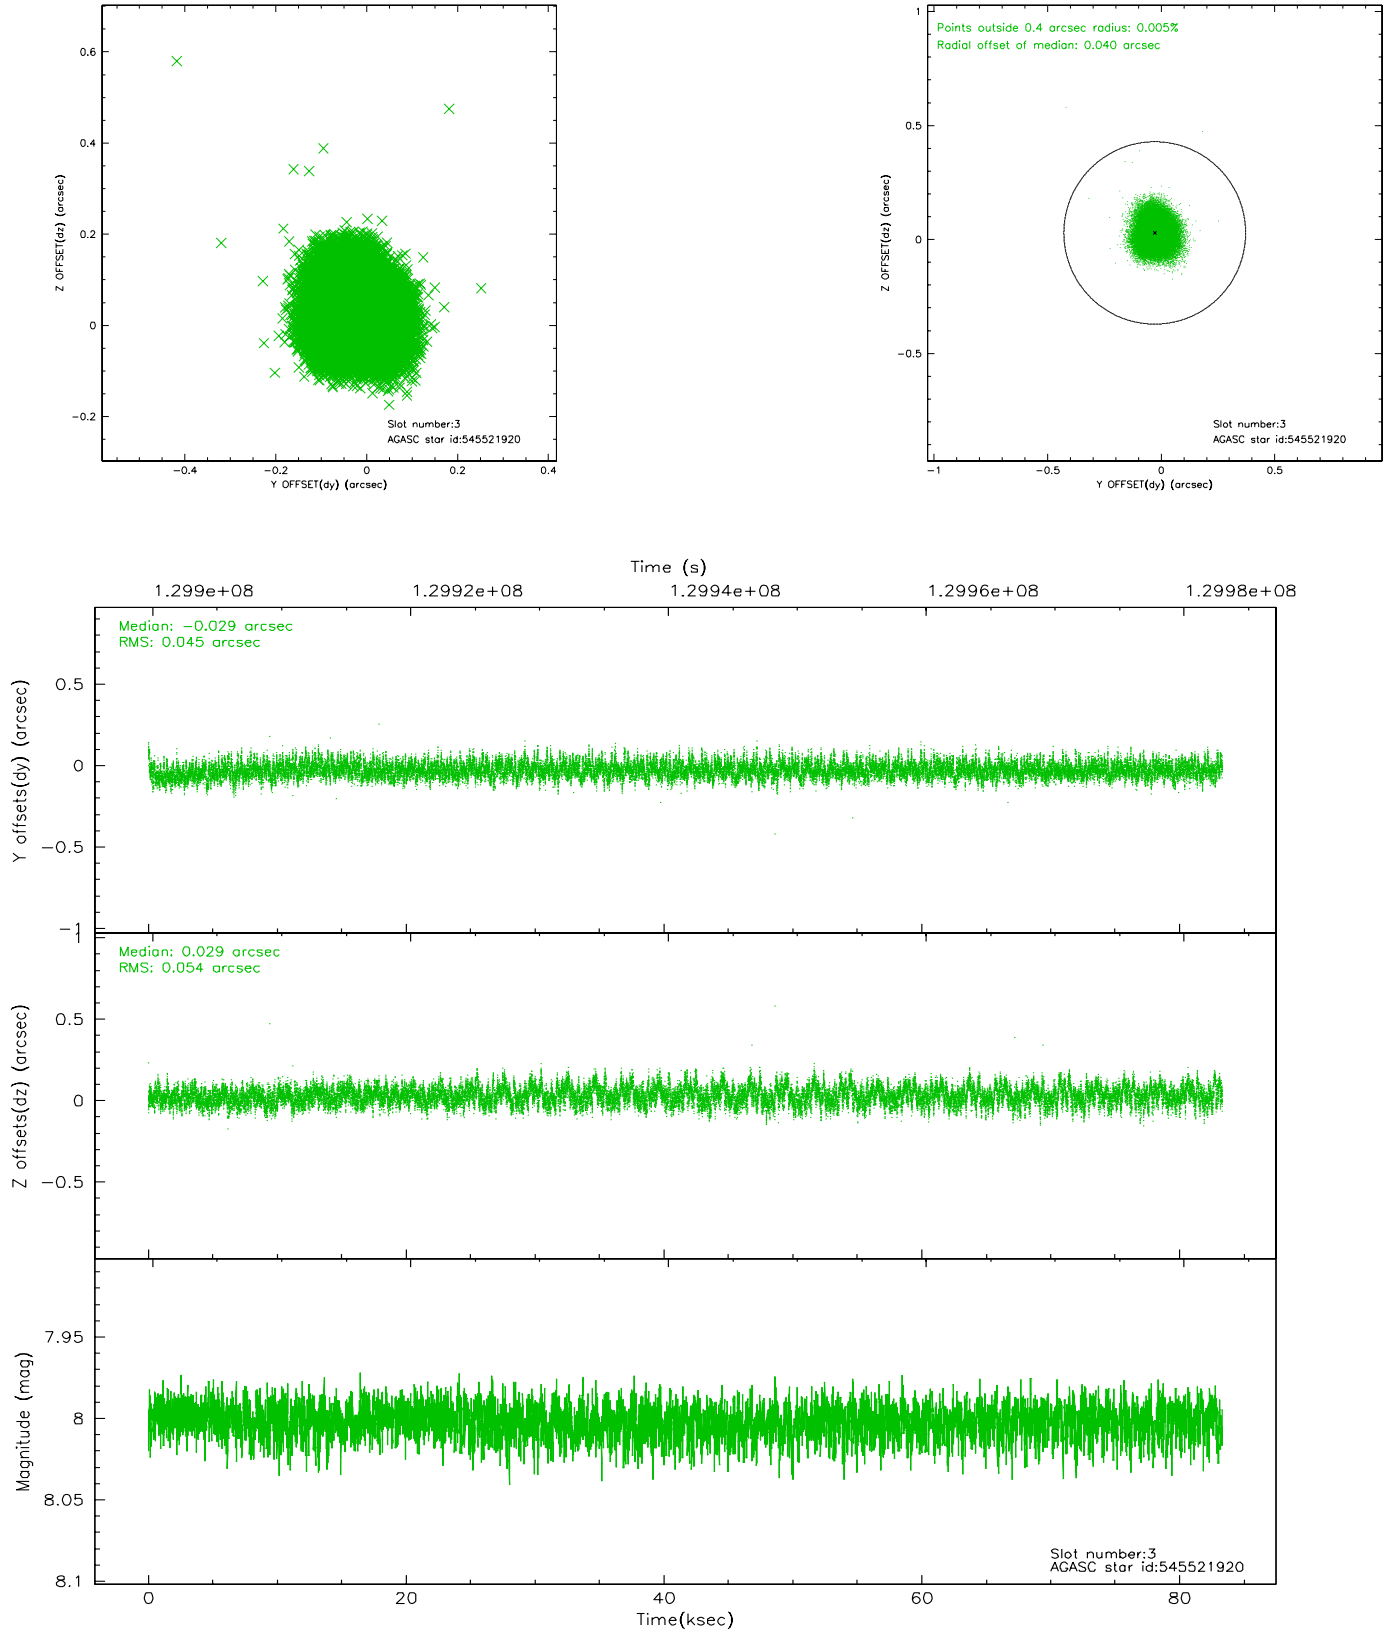 0.6
0.4
0.2
0
−0.2
Z OFFSET(dz) (arcsec)
Slot number:3
AGASC star id:545521920
−0.4 −0.2 0 0.2 0.4
Y OFFSET(dy) (arcsec)
Points outside 0.4 arcsec radius: 0.005%
Radial offset of median: 0.040 arcsec
1
0.5
0
−0.5
Z OFFSET(dz) (arcsec)
Slot number:3
AGASC star id:545521920
−1 −0.5 0 0.5
Y OFFSET(dy) (arcsec)
Time (s)
1.299e+08 1.2992e+08 1.2994e+08 1.2996e+08 1.2998e+08
Median: −0.029 arcsec
RMS: 0.045 arcsec
0.5
0
−0.5
−1
Y offsets(dy) (arcsec)
Median: 0.029 arcsec
RMS: 0.054 arcsec
1
0.5
0
−0.5
Z offsets(dz) (arcsec)
7.95
8
8.05
8.1
Magnitude (mag)
Slot number:3
AGASC star id:545521920
0 20 40 60 80
Time(ksec)